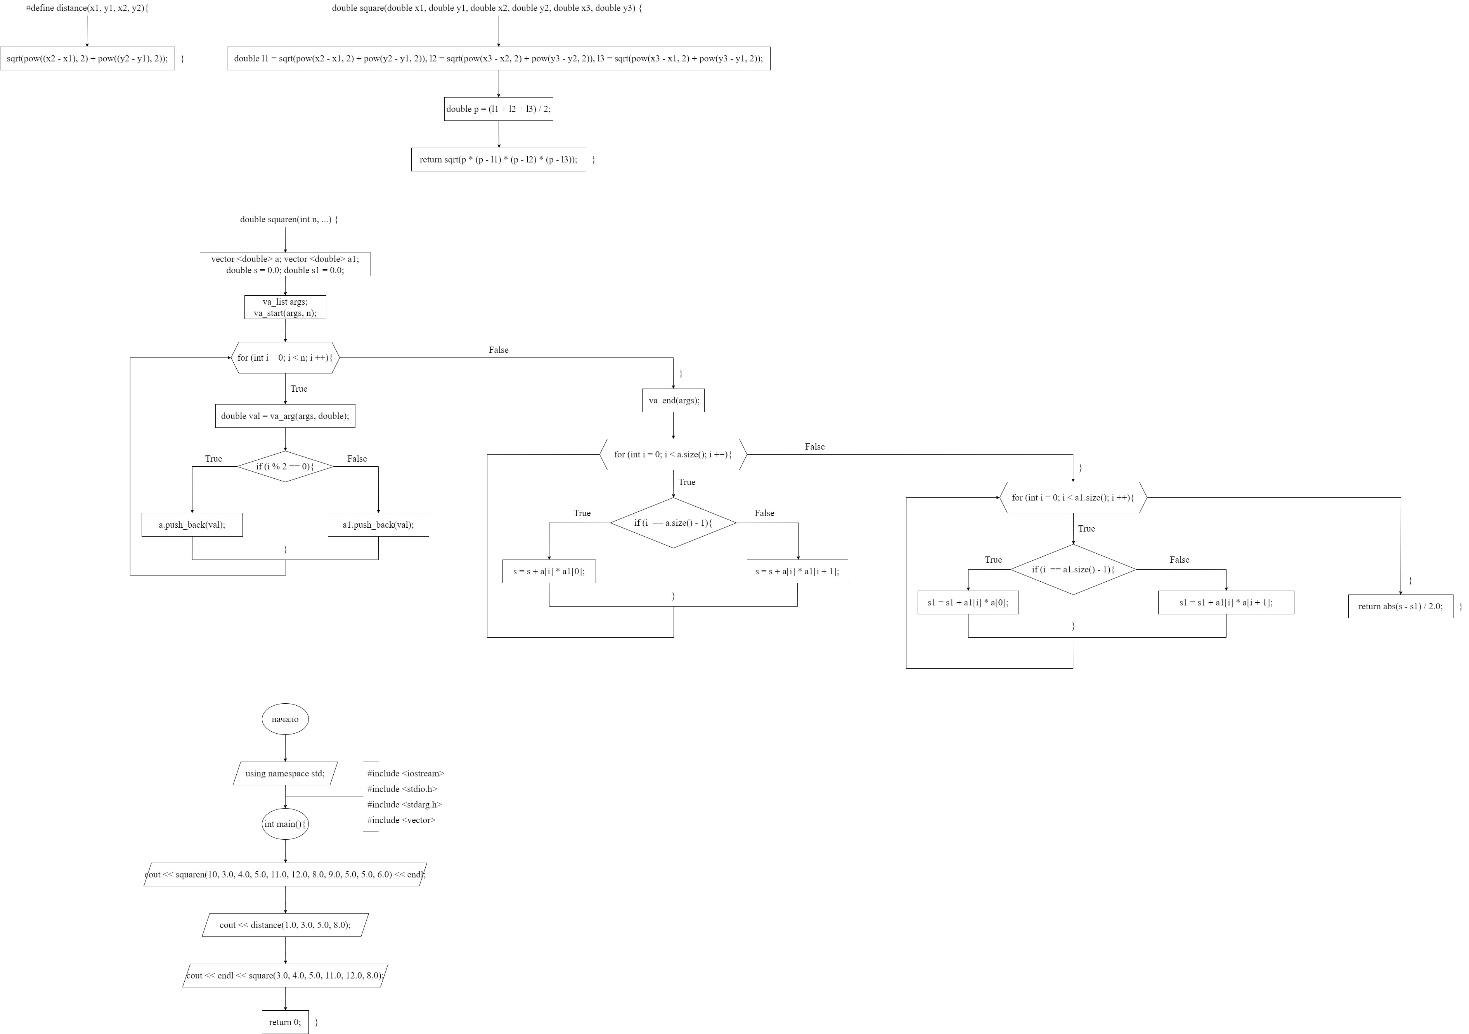 #define distance(x1, y1, x2, y2){
sqrt(pow((x2 - x1), 2) + pow((y2 - y1), 2));
}
double square(double x1, double y1, double x2, double y2, double x3, double y3) {
double l1 = sqrt(pow(x2 - x1, 2) + pow(y2 - y1, 2)), l2 = sqrt(pow(x3 - x2, 2) + pow(y3 - y2, 2)), l3 = sqrt(pow(x3 - x1, 2) + pow(y3 - y1, 2));
double p = (l1 + l2 + l3) / 2;
return sqrt(p * (p - l1) * (p - l2) * (p - l3));
}
double squaren(int n, ...) {
vector <double> a; vector <double> a1;
double s = 0.0; double s1 = 0.0;
va_list args;
va_start(args, n);
for (int i = 0; i < n; i ++){
False
True
double val = va_arg(args, double);
if (i % 2 == 0){
True
False
a.push_back(val);
a1.push_back(val);
}
}
va_end(args);
for (int i = 0; i < a.size(); i ++){
False
True
if (i == a.size() - 1){
True
False
s = s + a[i] * a1[0];
s = s + a[i] * a1[i + 1];
}
}
for (int i = 0; i < a1.size(); i ++){
True
if (i == a1.size() - 1){
True
False
s1 = s1 + a1[i] * a[0];
s1 = s1 + a1[i] * a[i + 1];
}
}
return abs(s - s1) / 2.0;
}
начало
using namespace std;
#include <iostream>
#include <stdio.h>
#include <stdarg.h>
#include <vector>
int main(){
cout << squaren(10, 3.0, 4.0, 5.0, 11.0, 12.0, 8.0, 9.0, 5.0, 5.0, 6.0) << endl;
cout << distance(1.0, 3.0, 5.0, 8.0);
cout << endl << square(3.0, 4.0, 5.0, 11.0, 12.0, 8.0);
return 0;
}